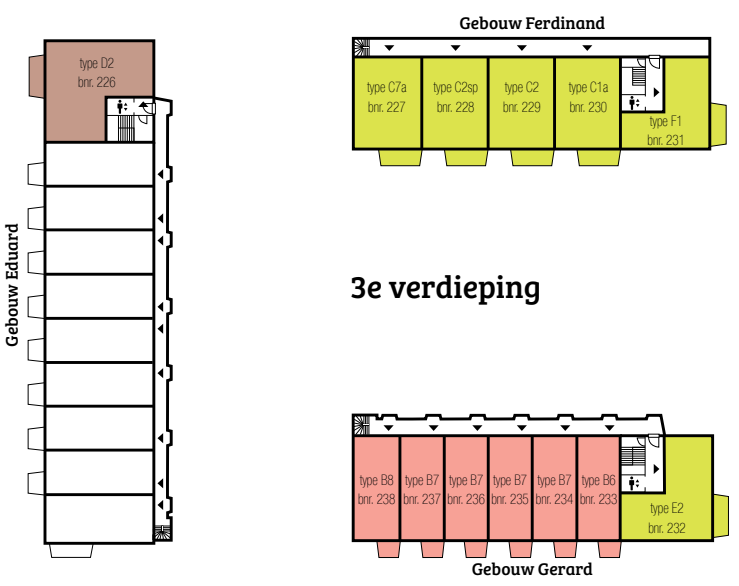 Gebouw Ferdinand
type D2
bnr. 226
Gebouw Eduard
type C7a
bnr. 227
type C2sp
bnr. 228
type C2
bnr. 229
type C1a
bnr. 230
type F1
bnr. 231
3e verdieping
type B8
bnr. 238
type B7
bnr. 237
type B7
bnr. 236
type B7
bnr. 235
type B7
bnr. 234
type B6
bnr. 233
type E2
bnr. 232
Gebouw Gerard